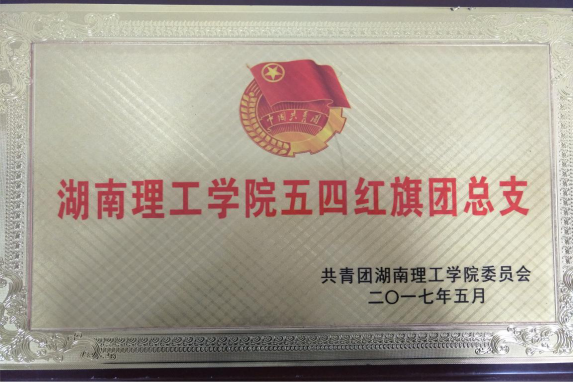 中国共青团
湖南理工学院五四红旗团总支
共青团湖南理工学院委员会
二〇一七年五月